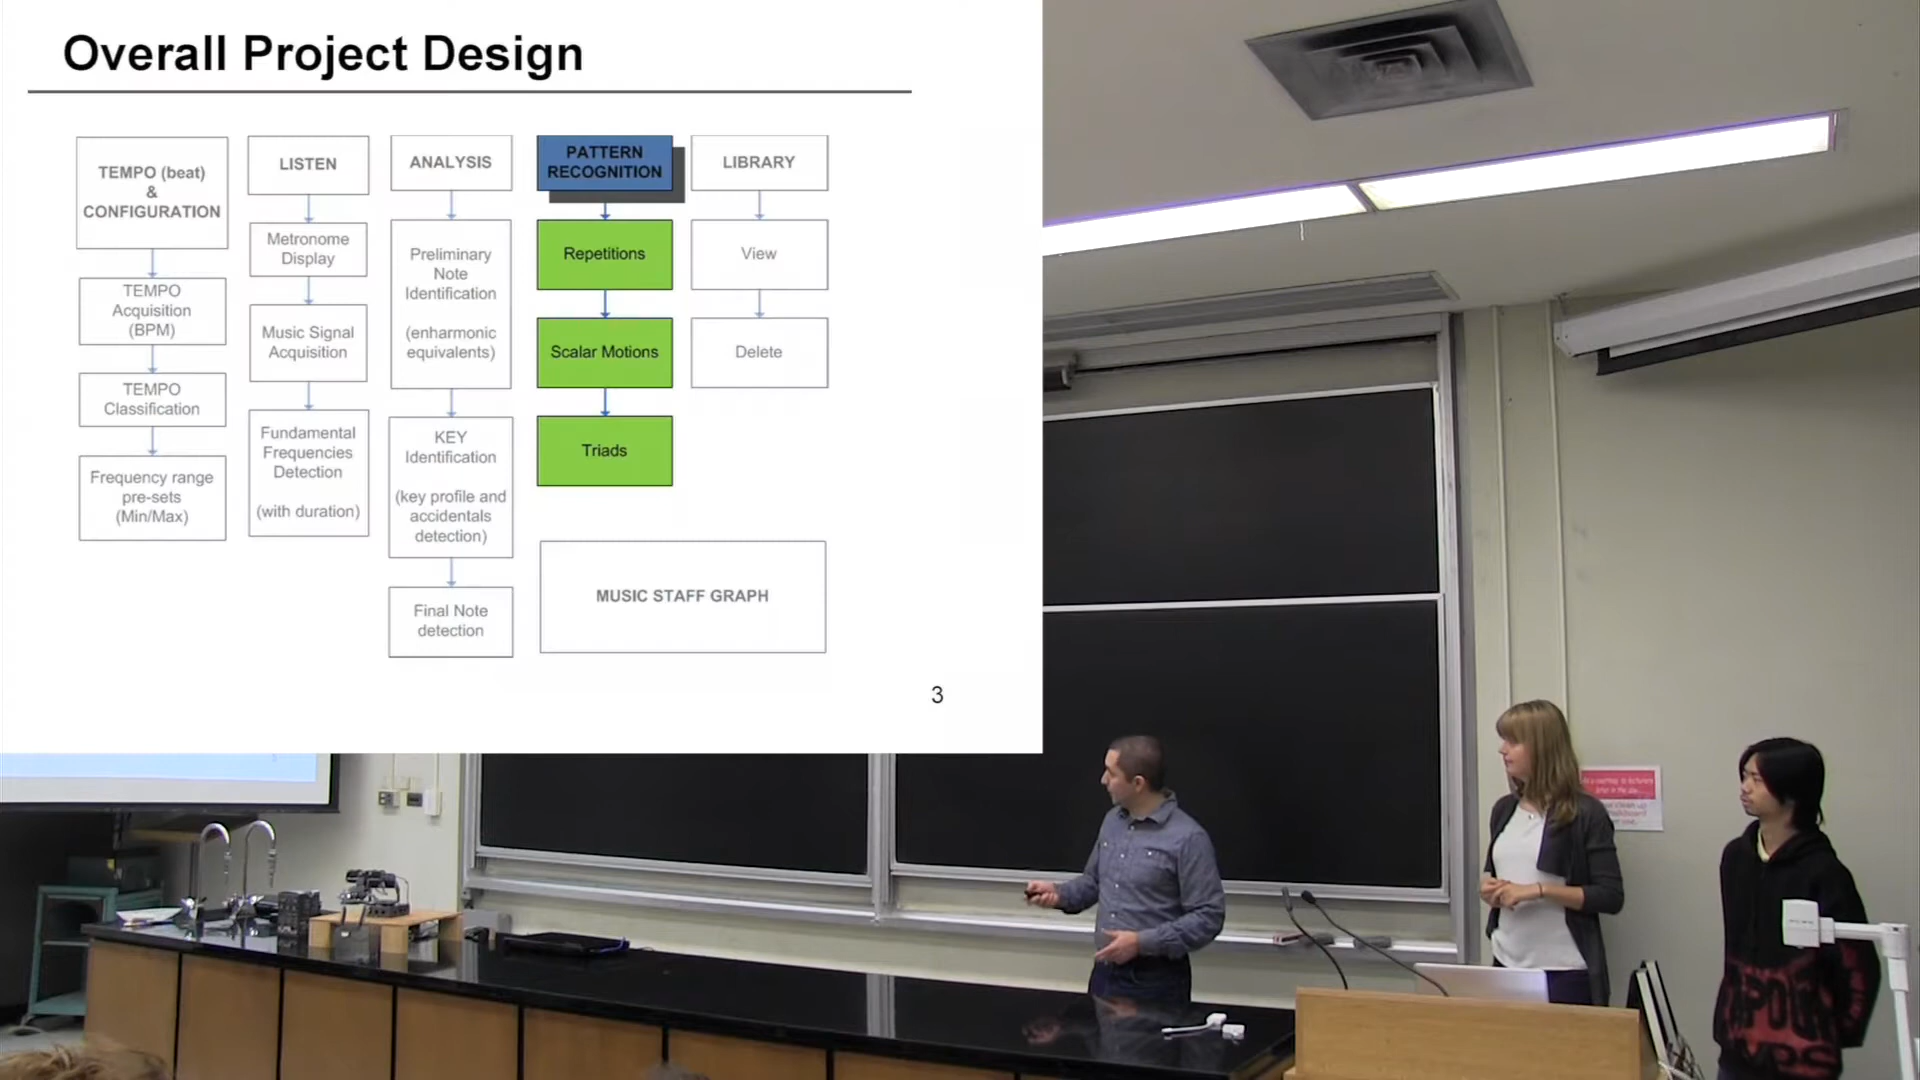 Overall Project Design
TEMPO (beat)
&
CONFIGURATION
TEMPO
Acquisition
(BPM)
TEMPO
Classification
Frequency range
pre-sets
(Min/Max)
LISTEN
Metronome
Display
Music Signal
Acquisition
Fundamental
Frequencies
Detection
(with duration)
ANALYSIS
Preliminary
Note
Identification
(enharmonic
equivalents)
KEY
Identification
(key profile and
accidentals
detection)
Final Note
detection
PATTERN
RECOGNITION
Repetitions
Scalar Motions
Triads
LIBRARY
View
Delete
MUSIC STAFF GRAPH
3